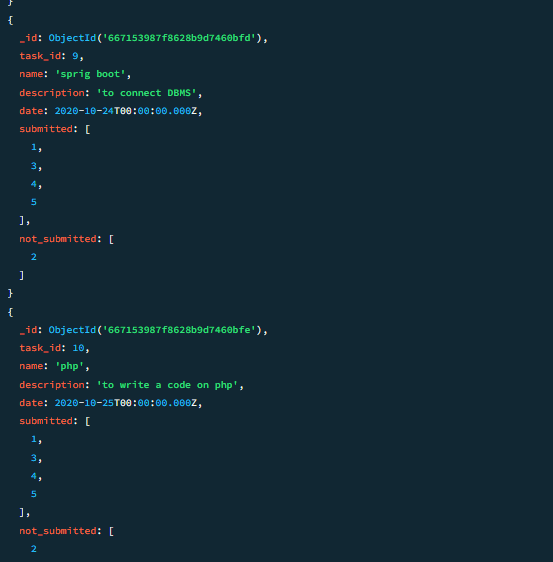 }
{
_id: ObjectId('667153987f8628b9d7460bfd'),
task_id: 9,
name: 'sprig boot',
description: 'to connect DBMS',
date: 2020-10-24T00:00:00.000Z,
submitted: [
1,
3,
4,
5
],
not_submitted: [
2
]
}
{
_id: ObjectId('667153987f8628b9d7460bfe'),
task_id: 10,
name: 'php',
description: 'to write a code on php',
date: 2020-10-25T00:00:00.000Z,
submitted: [
1,
3,
4,
5
],
not_submitted: [
2